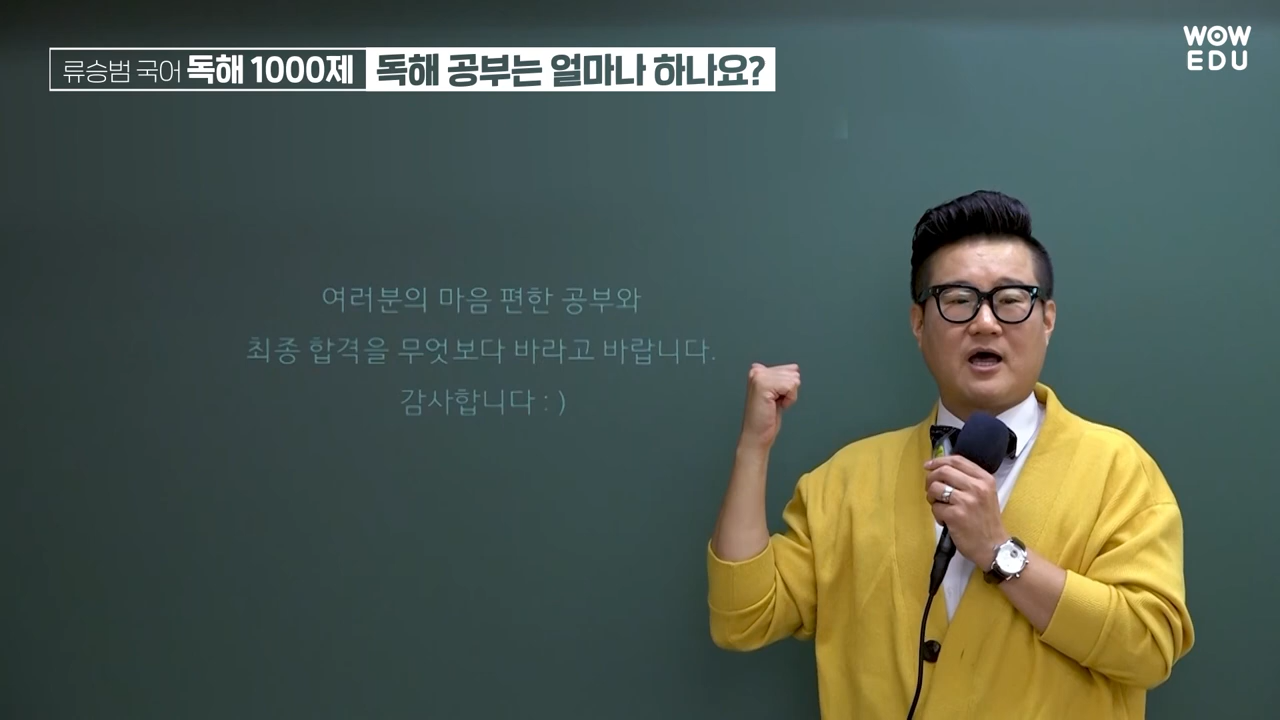 류승범 국어 독해 1000제 독해 공부는 얼마나 하나요?
WOW
EDU
여러분의 마음 편한 공부와
최종 합격을 무엇보다 바라고 바랍니다.
감사합니다 : )